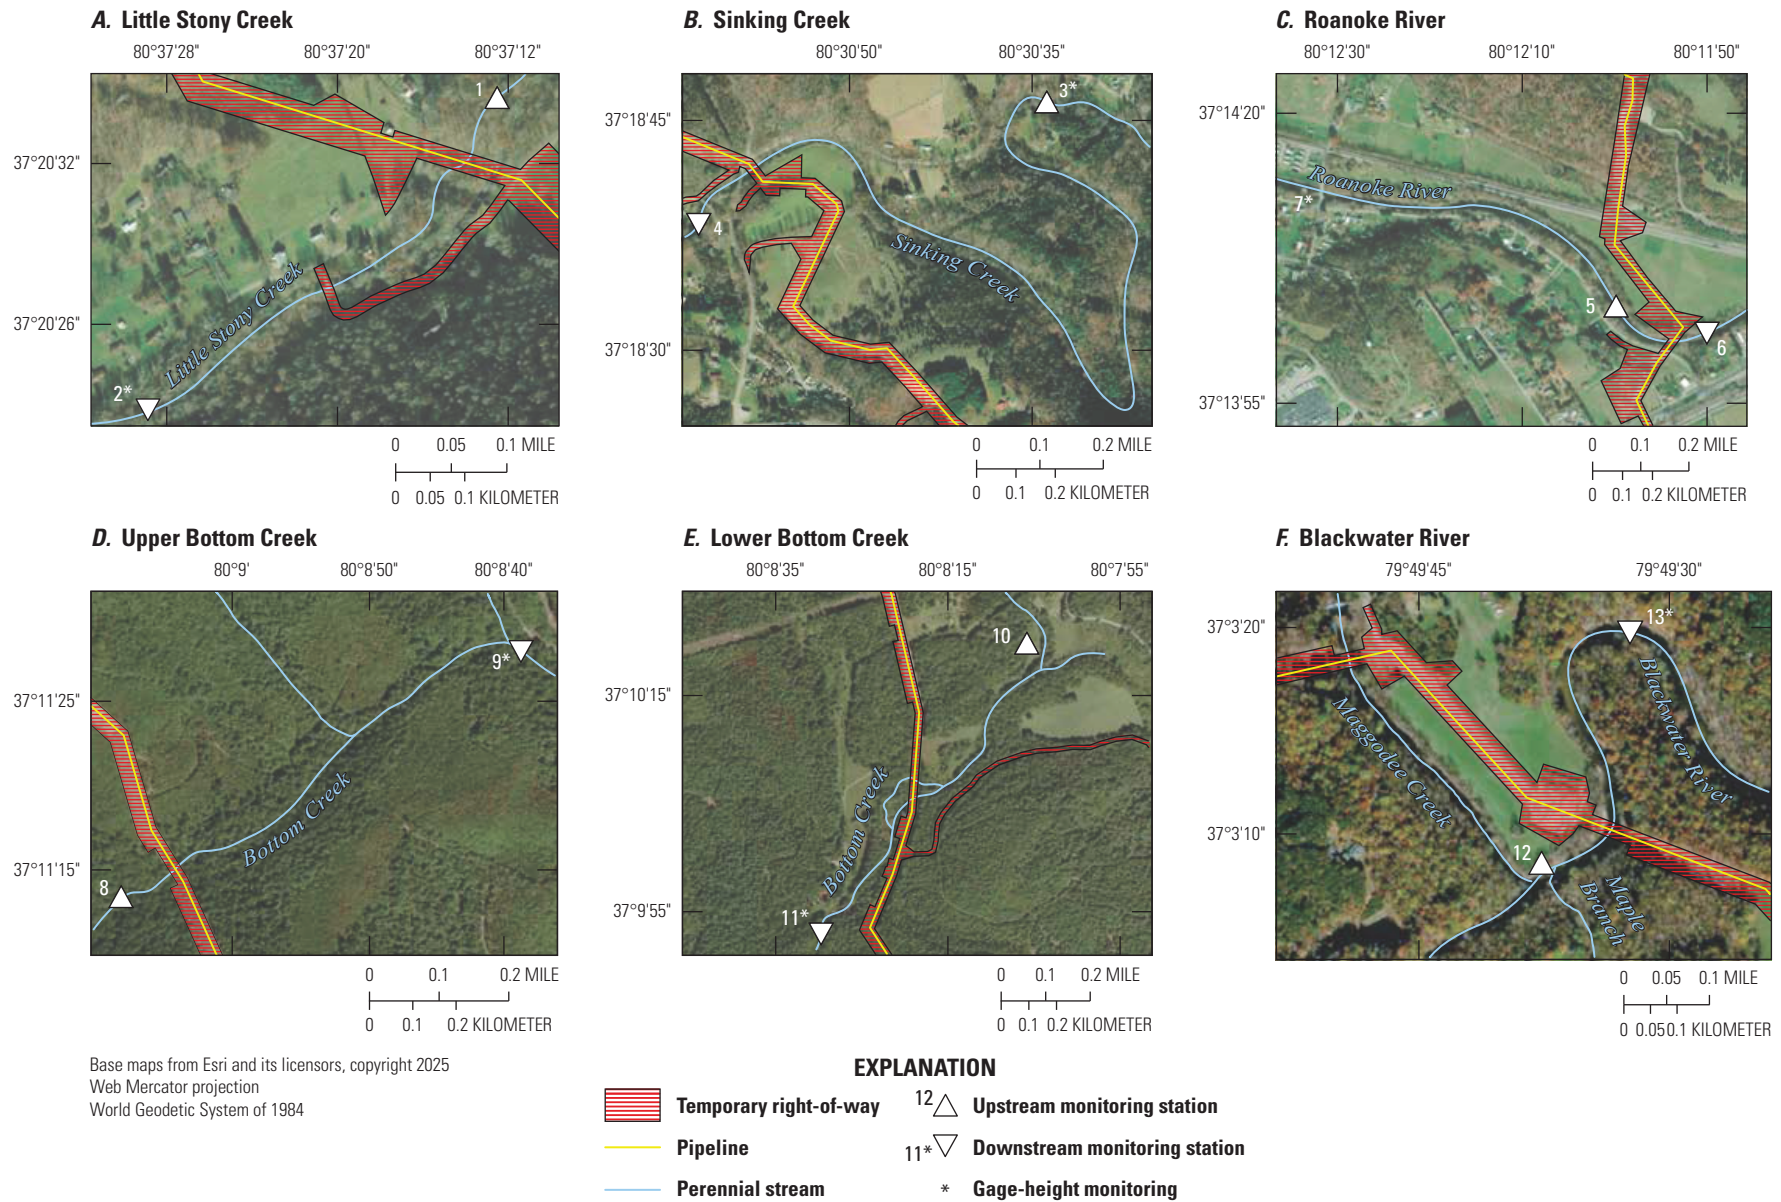 A. Little Stony Creek
80°37'28"
80°37'20"
80°37'12"
37°20'32"
37°20'26"
1
2*
Little Stony Creek
0 0.05 0.1 MILE
0 0.05 0.1 KILOMETER
B. Sinking Creek
80°30'50"
80°30'35"
37°18'45"
37°18'30"
3*
4
Sinking Creek
0 0.1 0.2 MILE
0 0.1 0.2 KILOMETER
C. Roanoke River
80°12'30"
80°12'10"
80°11'50"
37°14'20"
37°13'55"
Roanoke River
7*
5
6
0 0.1 0.2 MILE
0 0.1 0.2 KILOMETER
D. Upper Bottom Creek
80°9'
80°8'50"
80°8'40"
37°11'25"
37°11'15"
9*
8
Bottom Creek
0 0.1 0.2 MILE
0 0.1 0.2 KILOMETER
E. Lower Bottom Creek
80°8'35"
80°8'15"
80°7'55"
37°10'15"
37°9'55"
10
11*
Bottom Creek
0 0.1 0.2 MILE
0 0.1 0.2 KILOMETER
F. Blackwater River
79°49'45"
79°49'30"
37°3'20"
37°3'10"
13*
12
Maggodee Creek
Blackwater River
Maple
Branch
0 0.05 0.1 MILE
0 0.05 0.1 KILOMETER
Base maps from Esri and its licensors, copyright 2025
Web Mercator projection
World Geodetic System of 1984
EXPLANATION
Temporary right-of-way
Pipeline
Perennial stream
12 Upstream monitoring station
11* Downstream monitoring station
* Gage-height monitoring